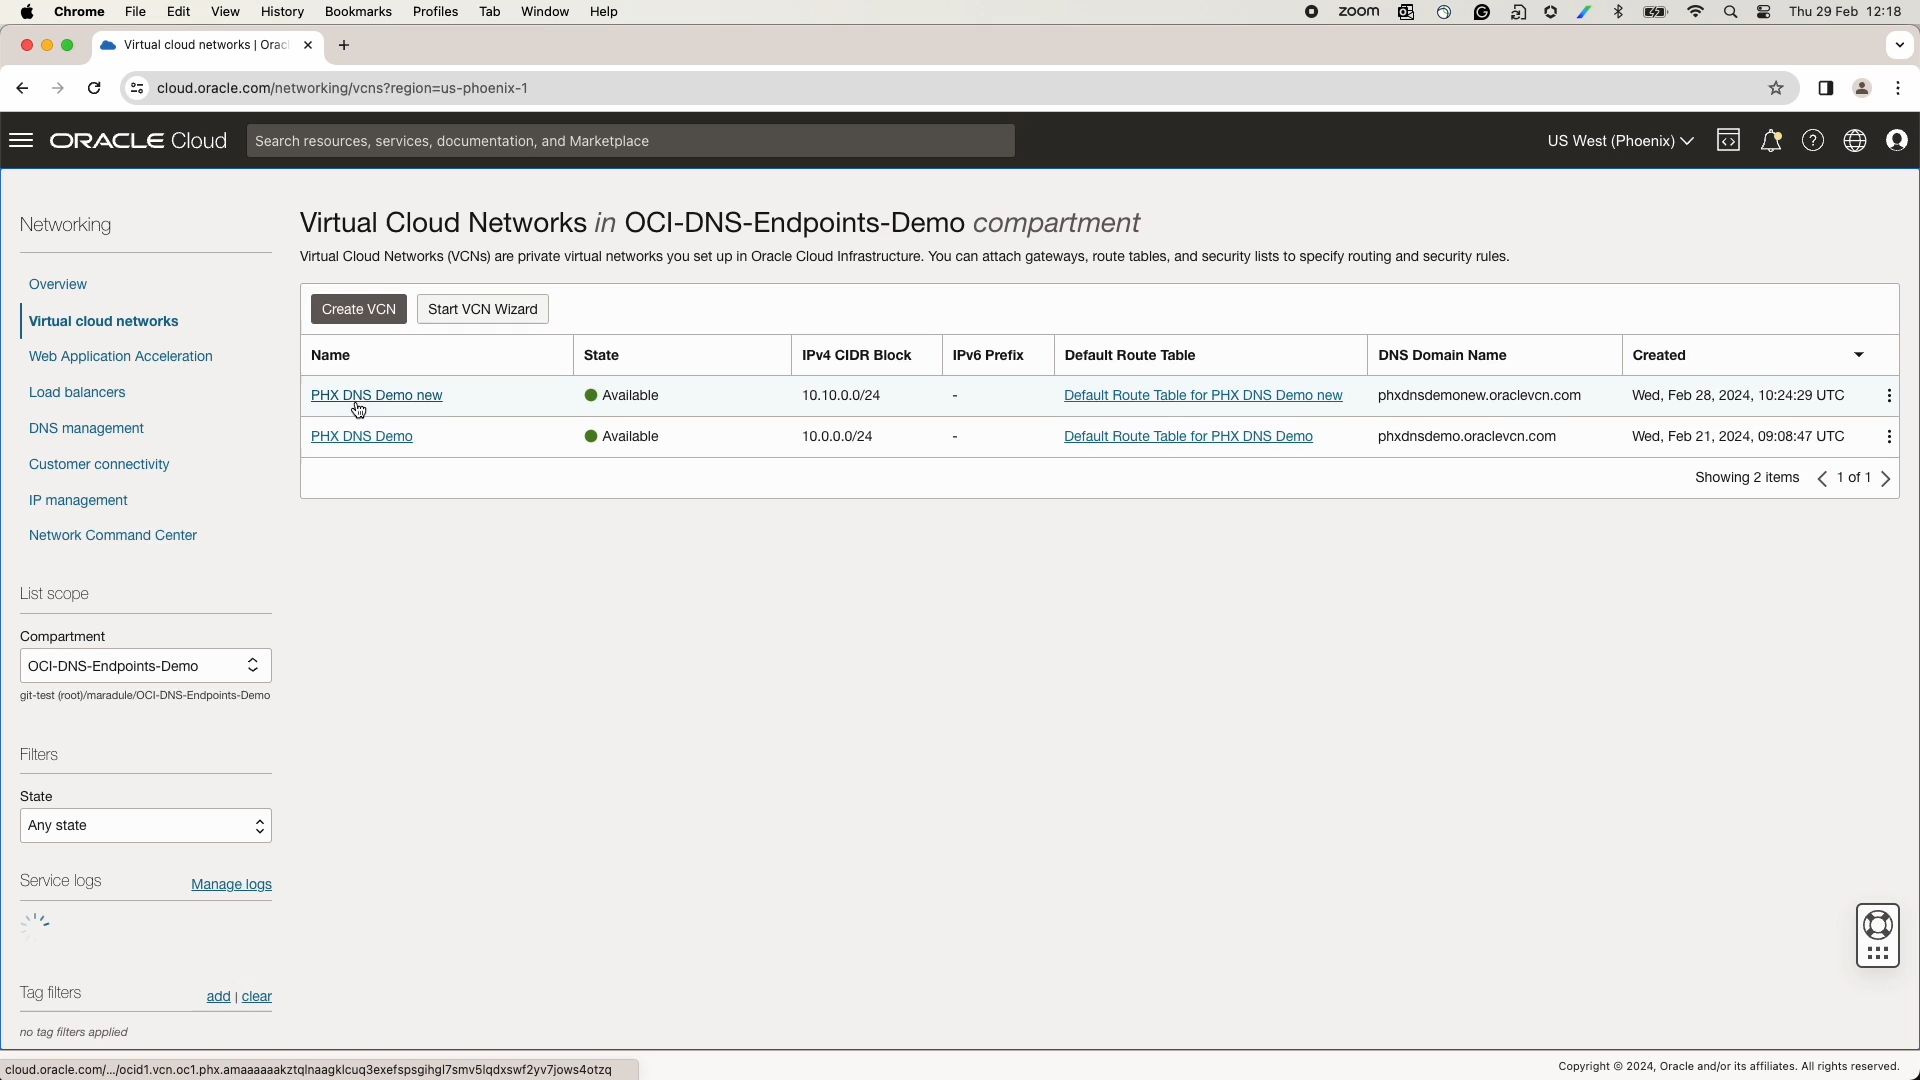 Chrome File Edit View History Bookmarks Profiles Tab Window Help zoom Thu 29 Feb 12:18
Virtual cloud networks | Orac
cloud.oracle.com/networking/vcns?region=us-phoenix-1
ORACLE Cloud Search resources, services, documentation, and Marketplace US West (Phoenix)
Networking
Overview
Virtual cloud networks
Web Application Acceleration
Load balancers
DNS management
Customer connectivity
IP management
Network Command Center
List scope
Compartment
OCI-DNS-Endpoints-Demo
git-test (root)/maradule/OCI-DNS-Endpoints-Demo
Filters
State
Any state
Service logs Manage logs
Tag filters add | clear
no tag filters applied
Virtual Cloud Networks in OCI-DNS-Endpoints-Demo compartment
Virtual Cloud Networks (VCNs) are private virtual networks you set up in Oracle Cloud Infrastructure. You can attach gateways, route tables, and security lists to specify routing and security rules.
Create VCN Start VCN Wizard
Name State IPv4 CIDR Block IPv6 Prefix Default Route Table DNS Domain Name Created
PHX DNS Demo new Available 10.10.0.0/24 - Default Route Table for PHX DNS Demo new phxdnsdemonew.oraclevcn.com Wed, Feb 28, 2024, 10:24:29 UTC
PHX DNS Demo Available 10.0.0.0/24 - Default Route Table for PHX DNS Demo phxdnsdemo.oraclevcn.com Wed, Feb 21, 2024, 09:08:47 UTC
Showing 2 items 1 of 1
cloud.oracle.com/.../ocid1.vcn.oc1.phx.amaaaaaakztqlnaagklcuq3exefspsgihgl7smv5lqdxswf2yv7jows4otzq
Copyright © 2024, Oracle and/or its affiliates. All rights reserved.